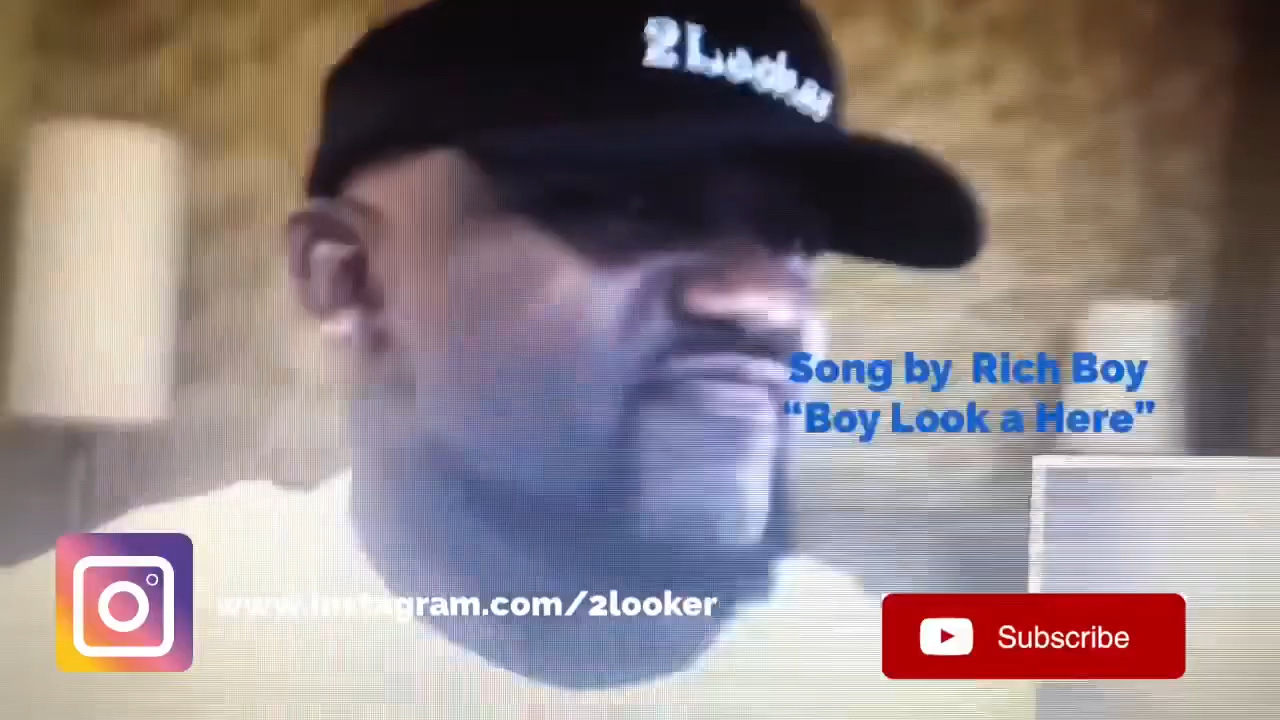 2Looker
Song by Rich Boy
“Boy Look a Here”
www.instagram.com/2looker
Subscribe